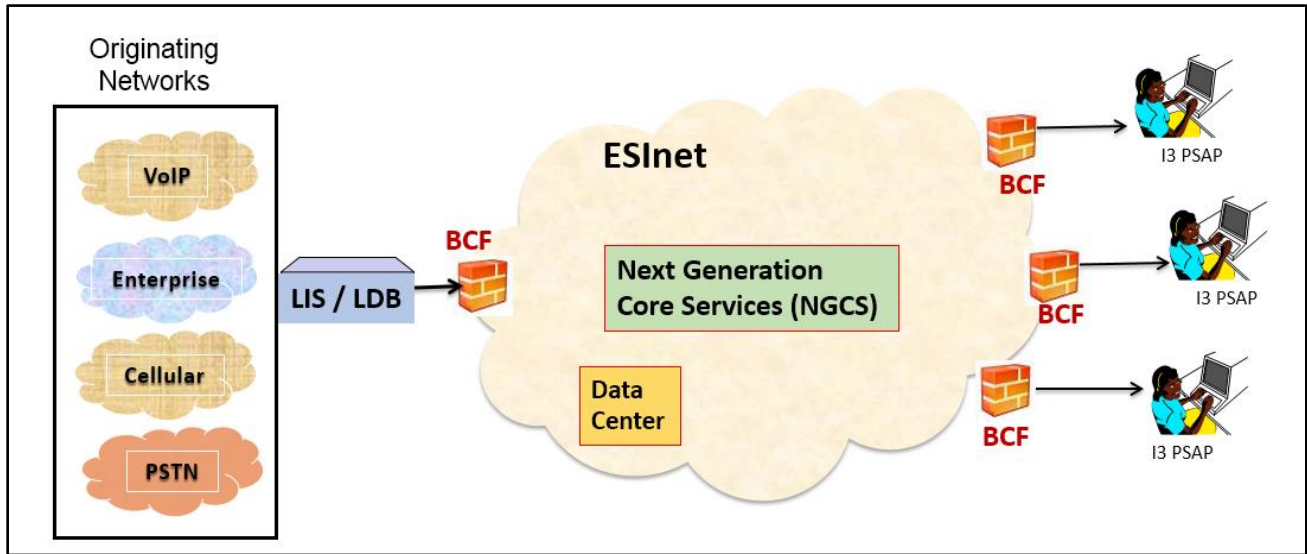 Originating
Networks
VoIP
Enterprise
Cellular
PSTN
LIS / LDB
BCF
ESInet
Next Generation
Core Services (NGCS)
Data
Center
BCF
I3 PSAP
BCF
I3 PSAP
BCF
I3 PSAP